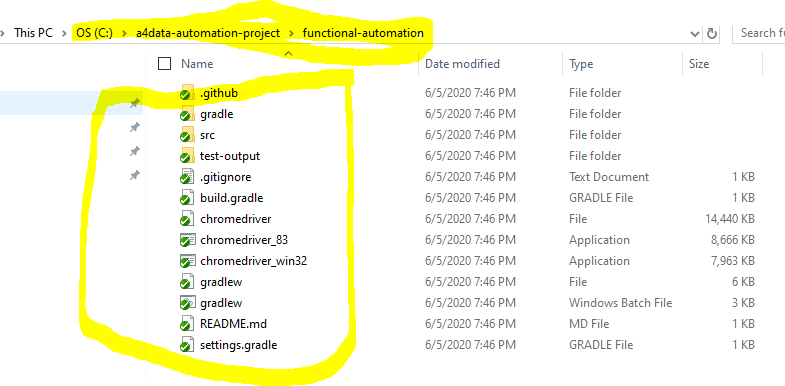 This PC > OS (C:) > a4data-automation-project > functional-automation
Search fu
Name Date modified Type Size
.github 6/5/2020 7:46 PM File folder
gradle 6/5/2020 7:46 PM File folder
src 6/5/2020 7:46 PM File folder
test-output 6/5/2020 7:46 PM File folder
.gitignore 6/5/2020 7:46 PM Text Document 1 KB
build.gradle 6/5/2020 7:46 PM GRADLE File 1 KB
chromedriver 6/5/2020 7:46 PM File 14,440 KB
chromedriver_83 6/5/2020 7:46 PM Application 8,666 KB
chromedriver_win32 6/5/2020 7:46 PM Application 7,963 KB
gradlew 6/5/2020 7:46 PM File 6 KB
gradlew 6/5/2020 7:46 PM Windows Batch File 3 KB
README.md 6/5/2020 7:46 PM MD File 1 KB
settings.gradle 6/5/2020 7:46 PM GRADLE File 1 KB